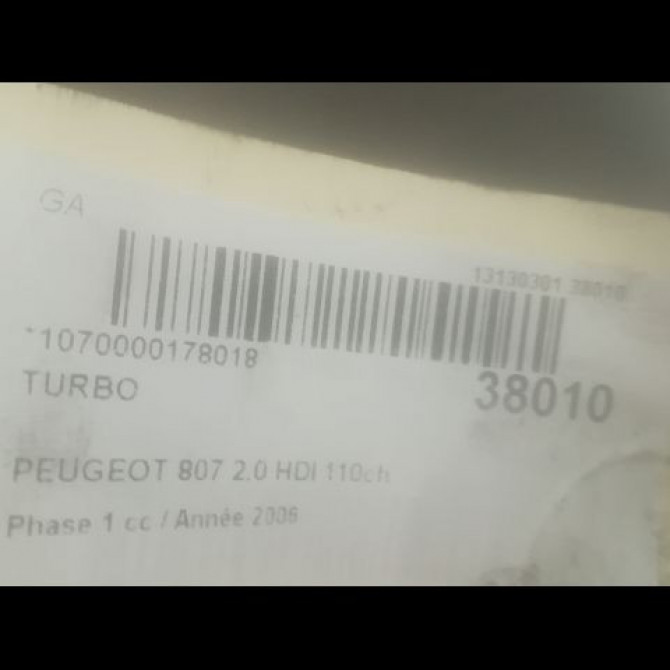 GA
13130301 38010
*1070000178018
TURBO
38010
PEUGEOT 807 2.0 HDI 110ch
Phase 1 cc / Année 2006